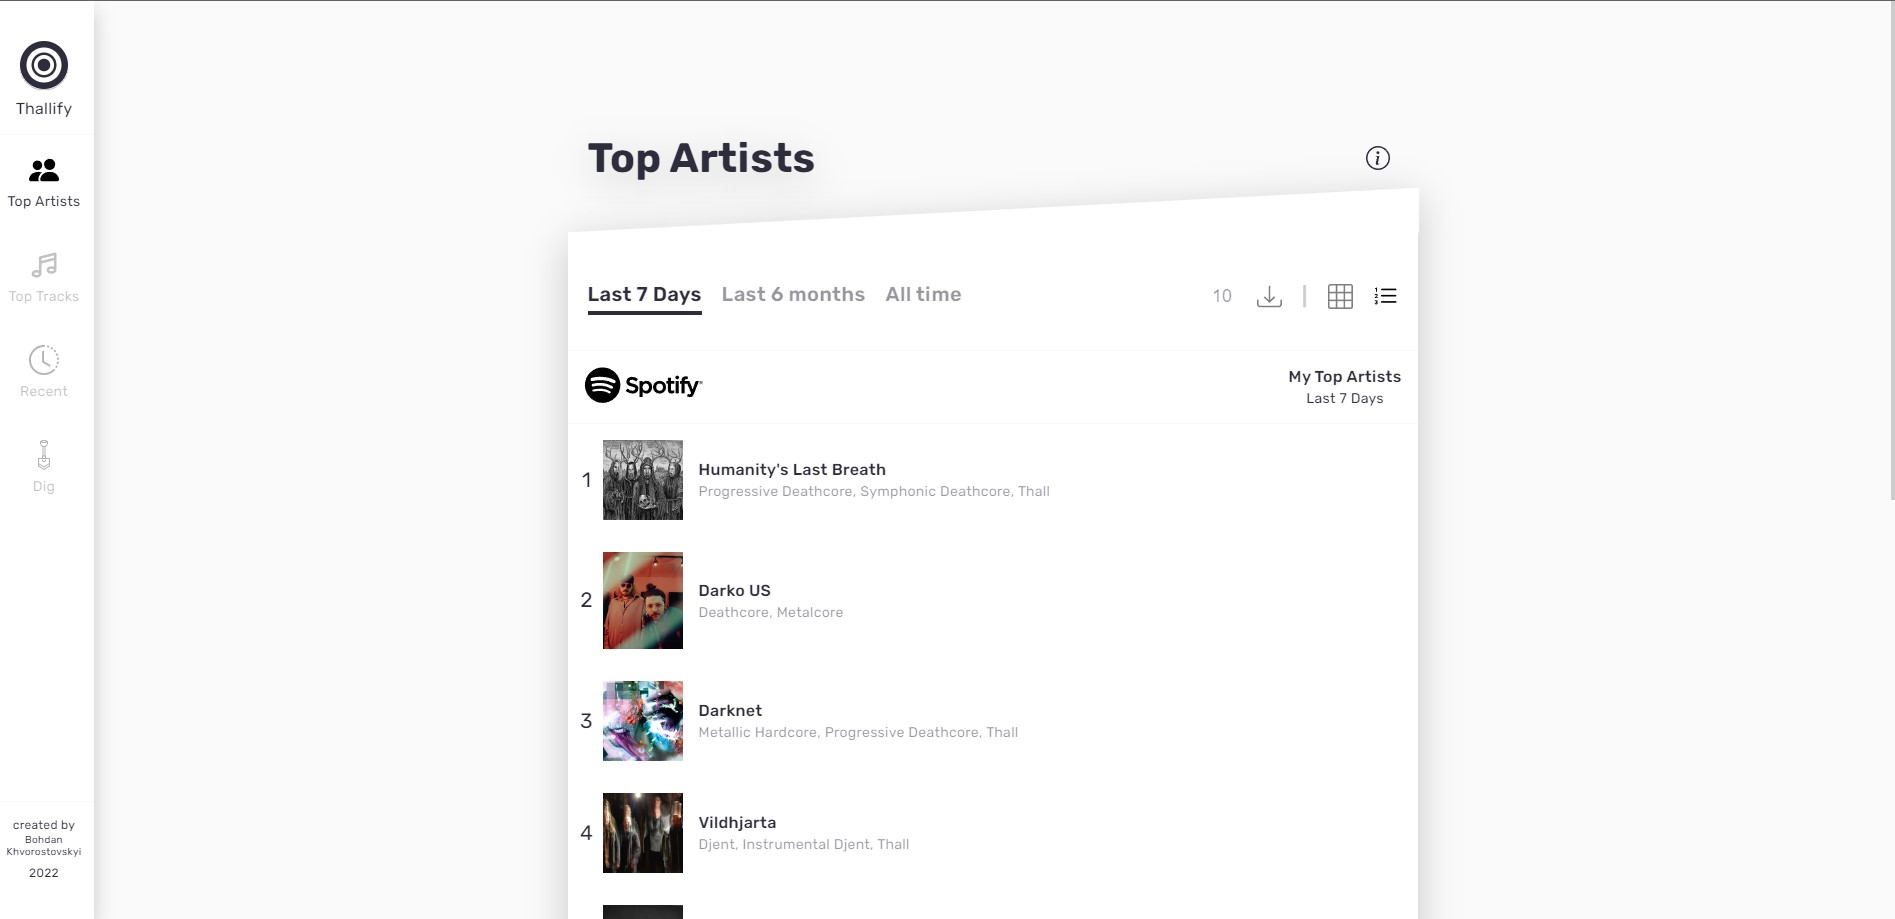 Thallify
Top Artists
Top Tracks
Recent
Dig
created by
Bohdan
Khvorostovskyi
2022
Top Artists
Last 7 Days Last 6 months All time 10
Spotify
My Top Artists
Last 7 Days
1
Humanity's Last Breath
Progressive Deathcore, Symphonic Deathcore, Thall
2
Darko US
Deathcore, Metalcore
3
Darknet
Metallic Hardcore, Progressive Deathcore, Thall
4
Vildhjarta
Djent, Instrumental Djent, Thall